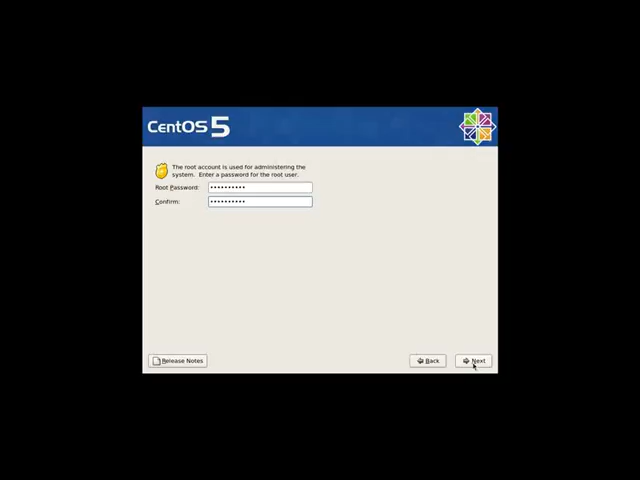 CentOS 5
The root account is used for administering the
system. Enter a password for the root user.
Root Password: ••••••••••
Confirm: ••••••••••
Release Notes
Back
Next